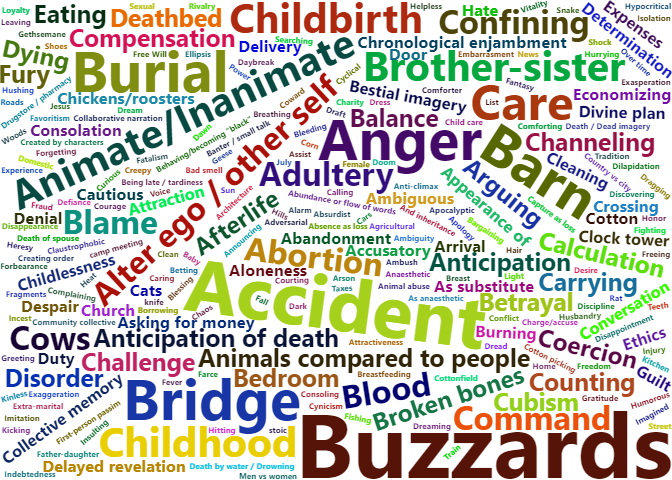 Loyalty
Sexual
Rivalry
Childbirth
Helpless
Hate
Vitality
Snake
Hypocritical
Leaving
Eating
Deathbed
Confining
Determination
Expenses
Isolation
Gethsemane
Shoes
Compensation
Searching
Chronological enjambment
Shock
Hurrying
Dying
Free Will
Ellipsis
Delivery
Door
Embarrasment
News
Over time
Fury
Burial
Daybreak
Power
Cyclical
Brother-sister
Exasperation
Hushing
Drugstore / pharmacy
Chickens/roosters
Animate/Inanimate
Bestial imagery
Comforter
Fantasy
Economizing
Roads
Jesus
Dream
Coward
Charity
Dress
List
Care
Divine plan
Favoritism
Collaborative narration
Dawn
Breathing
Draft
Balance
Child care
Comforting
Death / Dead imagery
Woods
Consolation
Behaving/becoming "black"
Banter / small talk
Bleeding
Anger
Barn
Channeling
Created by characters
Forgetting
Fatalism
Geese
Corn
Assist
Cleaning
Country v city
Tradition
Dilapidation
Domestic
Creepy
Bad smell
July
Female
Doom
Arguing
Dragging
Experience
Curious
Being late / tardiness
Alter ego / other self
Adultery
Appearance of
Discovering
Cautious
Voice
Sun
Calling
Anti-climax
Capture as loss
Crossing
Fraud
Defiance
Courage
Attraction
Architecture
Abundance or flow of words
Ambiguous
And inheritance
Apocalyptic
Cotton
Honor
Denial
Blame
Afterlife
Hills
Alarm
Absurdist
Cars
Apology
Bargaining
Fighting
Disappearance
Death of spouse
Announcing
Adversarial
As absence
Agricultural
Clock tower
Heresy
Claustrophobic
camp meeting
Clean
Baby
Abandonment
Ambiguity
Arrival
Hair
Calculation
Freeing
Creating order
Childlessness
Heat
Betting
Abortion
Accusatory
Anticipation
Desire
Forbearance
Caring
Blessing
Aloneness
Courting
Arson
Ambush
Anaesthetic
Breast
Light
Carrying
Fragments
Complaining
Cats
knife
Accident
Fall
Taxes
Animal abuse
As substitute
Rat
Teeth
Despair
Church
Borrowing
Chaos
Dark
As anaesthetic
Betrayal
Discipline
Conversation
Incest
Community collective
Asking for money
Conflict
Husbandry
Disappointment
Cows
Anticipation of death
Attractiveness
Burning
Charge/accuse
Ethics
Greeting
Duty
Challenge
Animals compared to people
Dread
Cotton picking
Coercion
Injury
Kitchen
Disorder
Fever
Farce
Bedroom
Breastfeeding
Home
Freedom
Guilt
Kinless
Exaggeration
Collective memory
Bridge
Consoling
Blood
Cottonfield
Broken bones
Counting
Humorous
Extra-marital
Cynicism
Cubism
Gratitude
Imagined
Imitation
First-person passim
Insulting
Fishing
Command
Street
Kicking
Childhood
Hitting
stoic
Dreaming
Buzzards
Father-daughter
Train
Indebtedness
Delayed revelation
Death by water / Drowning
Men vs women